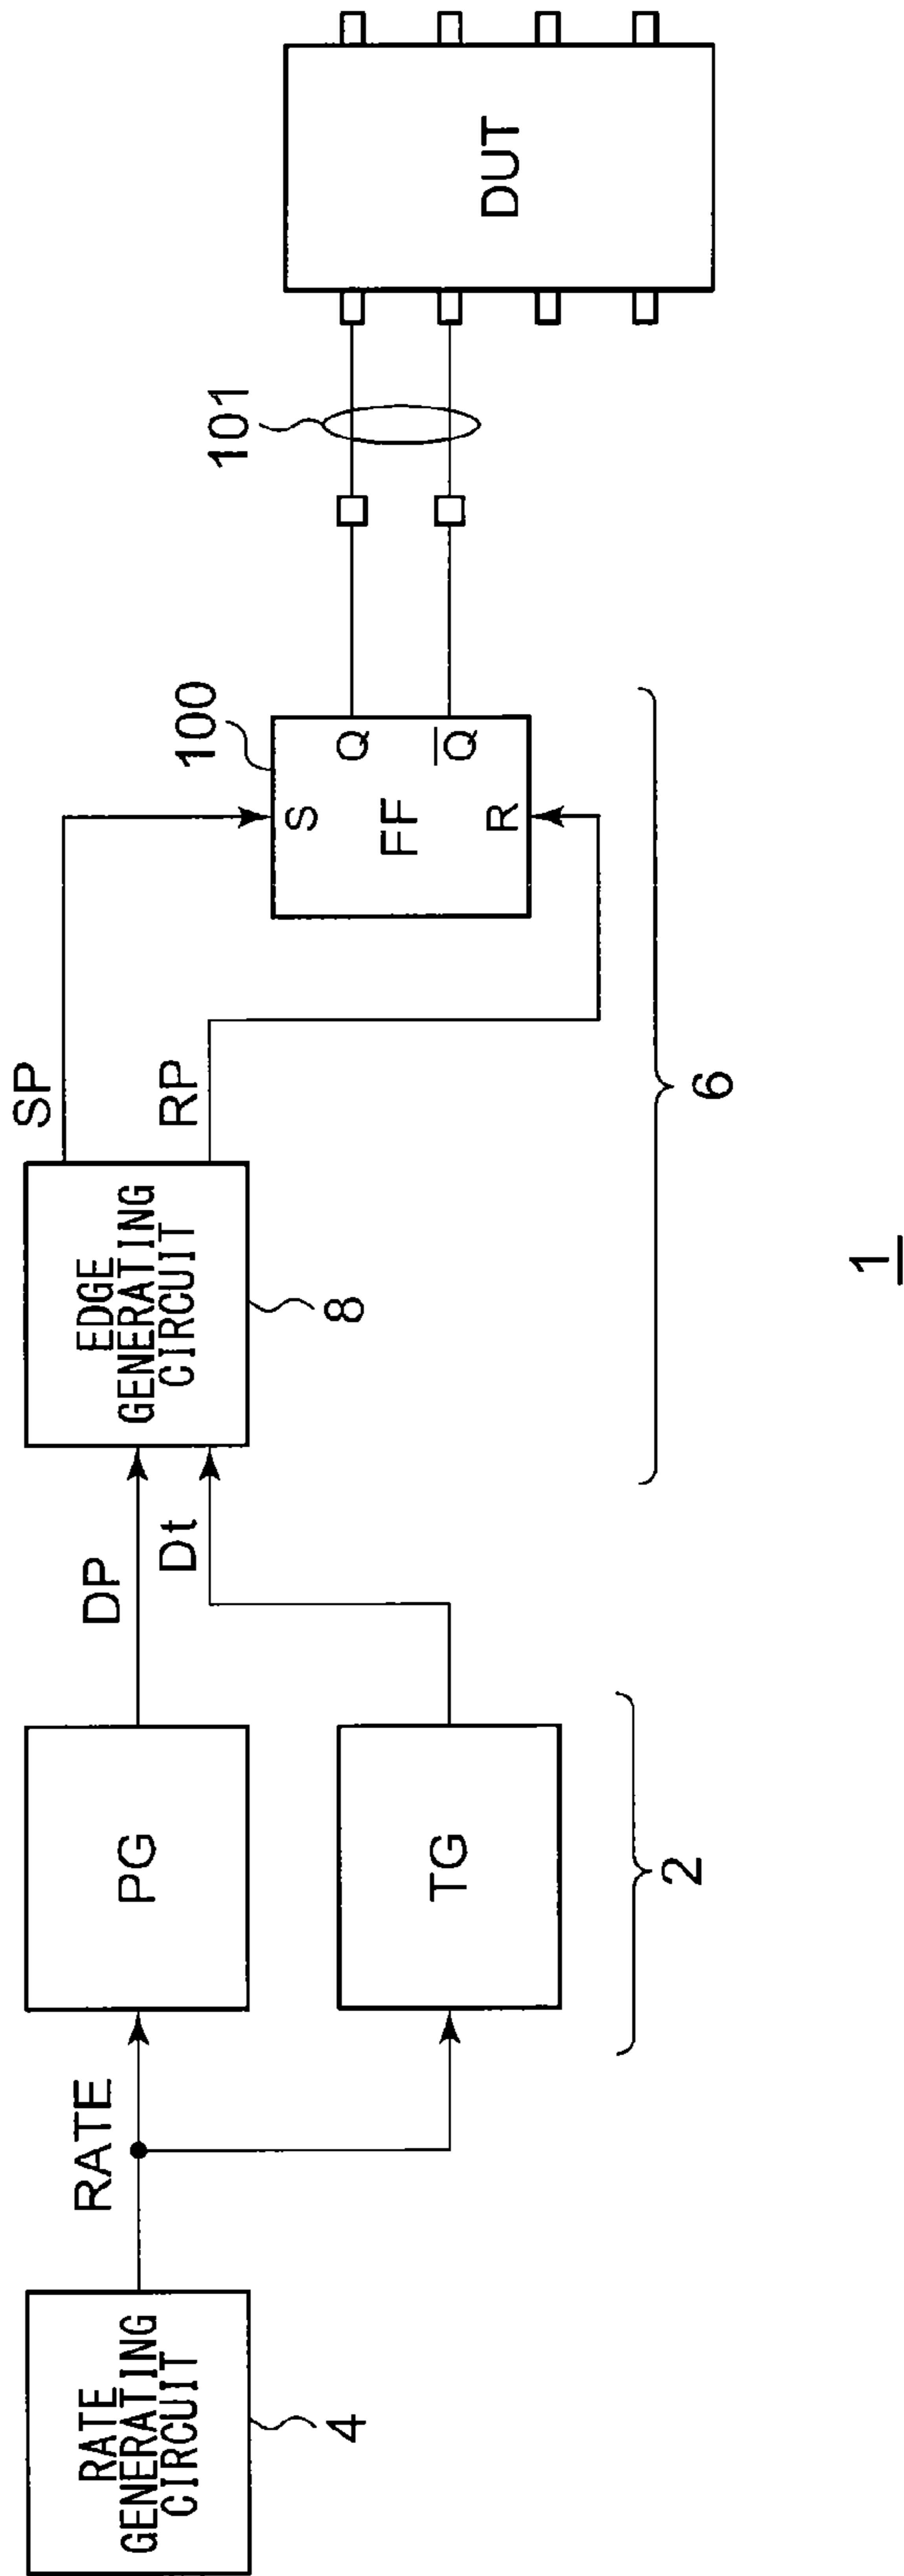 RATE
GENERATING
CIRCUIT
4
RATE
PG
TG
2
DP
Dt
EDGE
GENERATING
CIRCUIT
8
SP
RP
6
100
S
FF
R
Q
Q̅
101
DUT
1